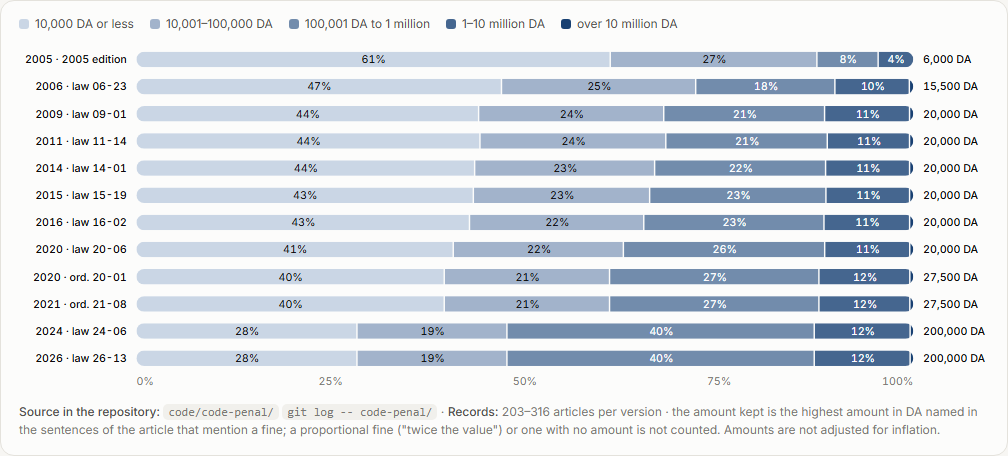 10,000 DA or less 10,001–100,000 DA 100,001 DA to 1 million 1–10 million DA over 10 million DA
2005 · 2005 edition 61% 27% 8% 4% 6,000 DA
2006 · law 06-23 47% 25% 18% 10% 15,500 DA
2009 · law 09-01 44% 24% 21% 11% 20,000 DA
2011 · law 11-14 44% 24% 21% 11% 20,000 DA
2014 · law 14-01 44% 23% 22% 11% 20,000 DA
2015 · law 15-19 43% 23% 23% 11% 20,000 DA
2016 · law 16-02 43% 22% 23% 11% 20,000 DA
2020 · law 20-06 41% 22% 26% 11% 20,000 DA
2020 · ord. 20-01 40% 21% 27% 12% 27,500 DA
2021 · ord. 21-08 40% 21% 27% 12% 27,500 DA
2024 · law 24-06 28% 19% 40% 12% 200,000 DA
2026 · law 26-13 28% 19% 40% 12% 200,000 DA
0% 25% 50% 75% 100%
Source in the repository: code/code-penal/ git log -- code-penal/ · Records: 203–316 articles per version · the amount kept is the highest amount in DA named in
the sentences of the article that mention a fine; a proportional fine ("twice the value") or one with no amount is not counted. Amounts are not adjusted for inflation.